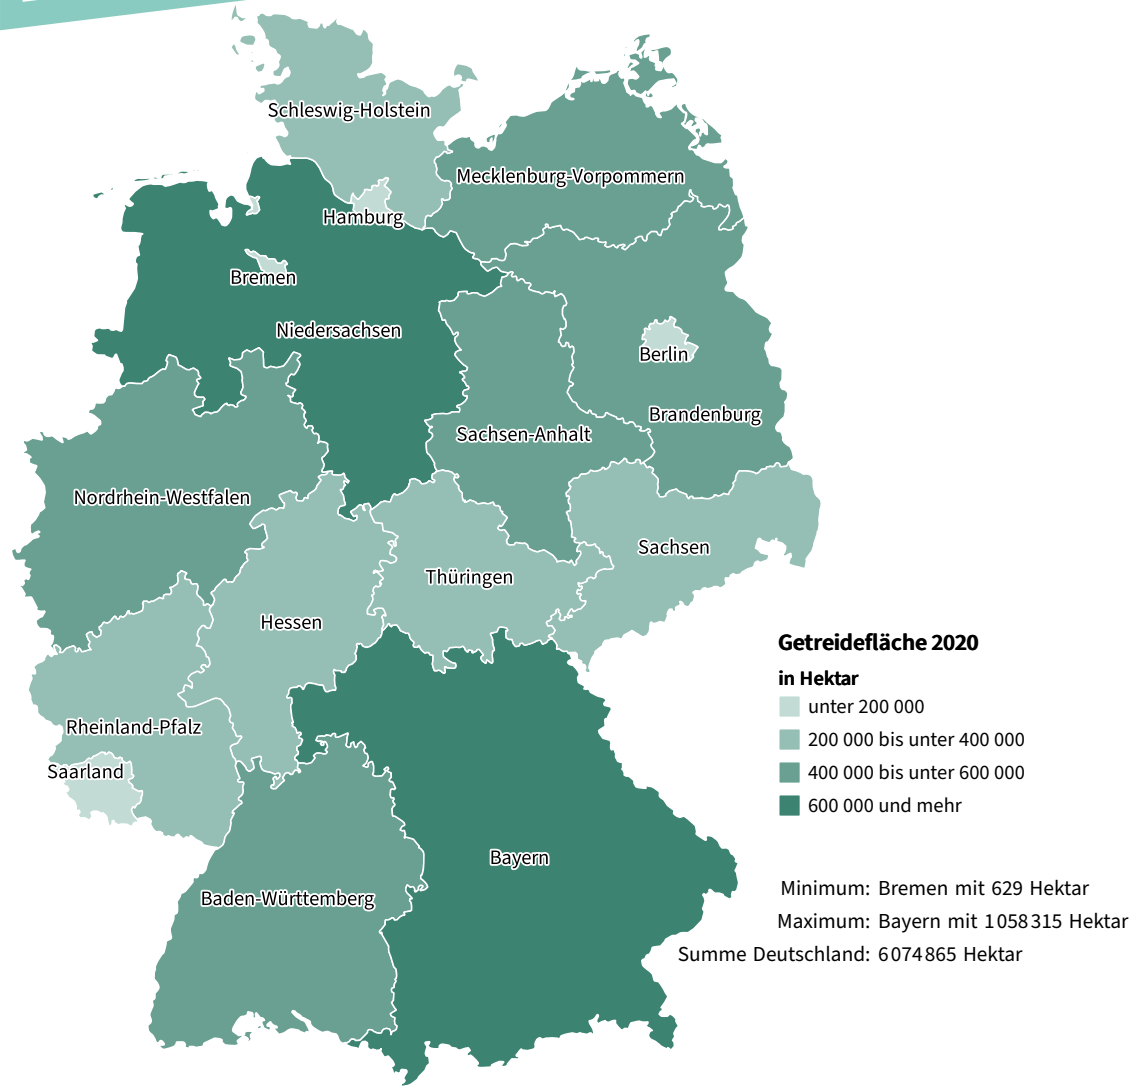 Schleswig-Holstein
Mecklenburg-Vorpommern
Hamburg
Bremen
Niedersachsen
Berlin
Brandenburg
Sachsen-Anhalt
Nordrhein-Westfalen
Sachsen
Thüringen
Hessen
Rheinland-Pfalz
Saarland
Bayern
Baden-Württemberg
Getreidefläche 2020
in Hektar
unter 200 000
200 000 bis unter 400 000
400 000 bis unter 600 000
600 000 und mehr
Minimum: Bremen mit 629 Hektar
Maximum: Bayern mit 1 058 315 Hektar
Summe Deutschland: 6 074 865 Hektar